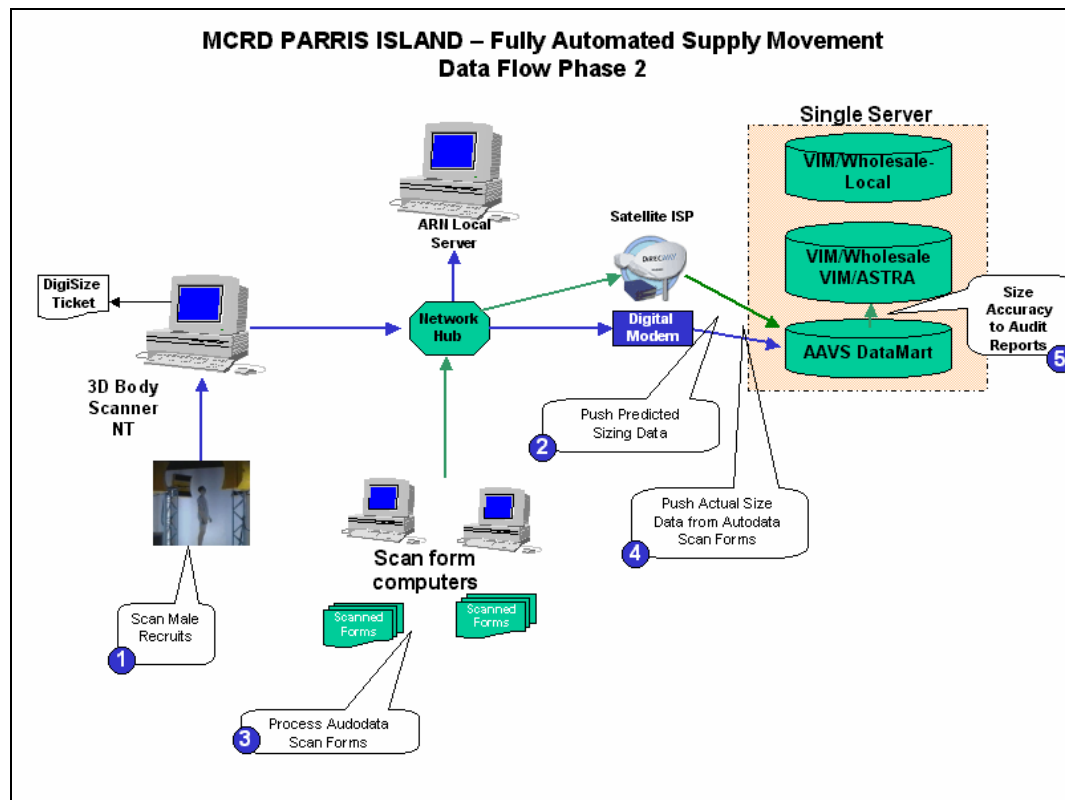 MCRD PARRIS ISLAND – Fully Automated Supply Movement
Data Flow Phase 2
Single Server
VIM/Wholesale-
Local
ARN Local
Server
Satellite ISP
DIRECWAY
VIM/Wholesale
VIM/ASTRA
Size
Accuracy
to Audit
Reports
5
DigiSize
Ticket
Network
Hub
Digital
Modem
AAVS DataMart
3D Body
Scanner
NT
Push Predicted
Sizing Data
2
Push Actual Size
Data from Autodata
Scan Forms
4
Scan form
computers
Scanned
Forms
Scanned
Forms
Scan Male
Recruits
1
Process Audodata
Scan Forms
3